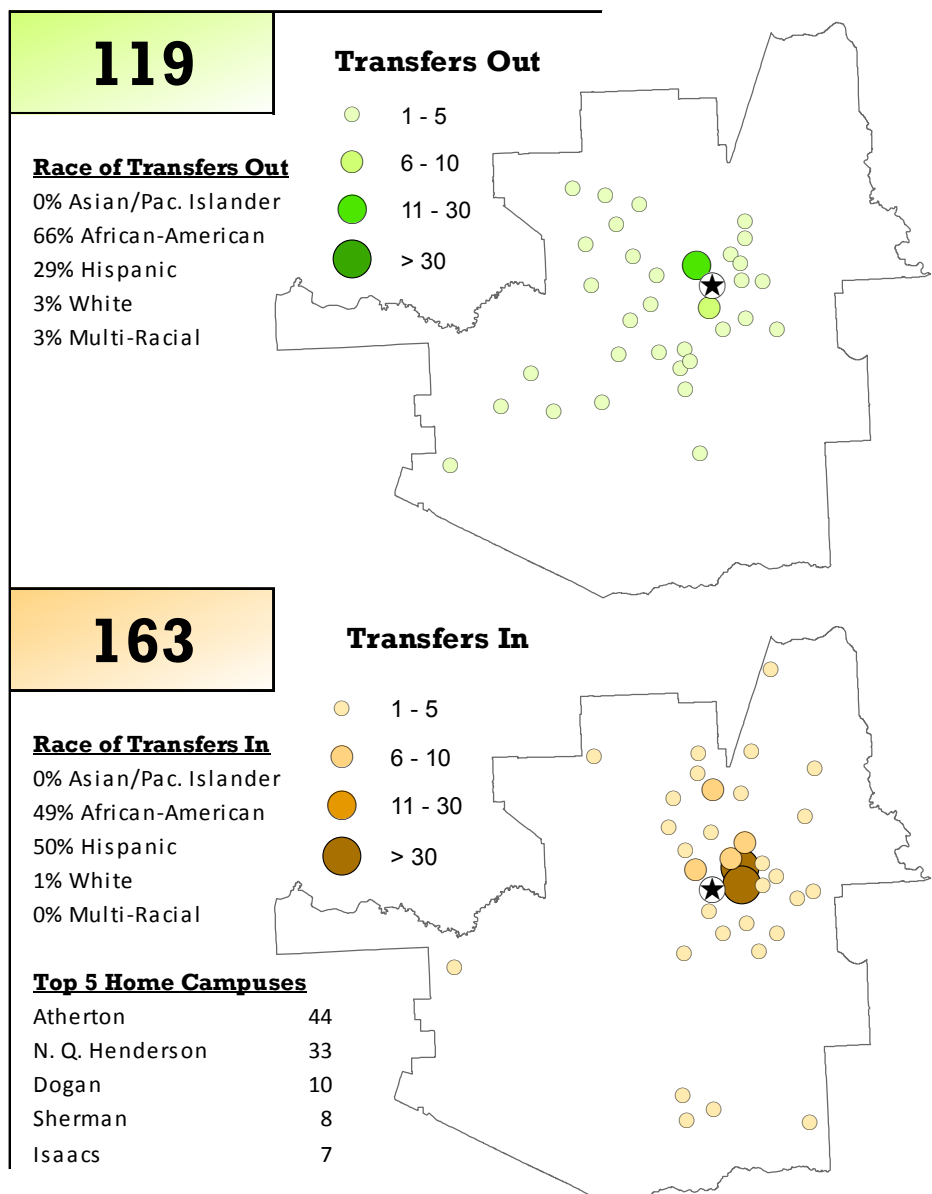 119
Transfers Out
1 - 5
6 - 10
11 - 30
> 30
Race of Transfers Out
0% Asian/Pac. Islander
66% African-American
29% Hispanic
3% White
3% Multi-Racial
163
Transfers In
1 - 5
6 - 10
11 - 30
> 30
Race of Transfers In
0% Asian/Pac. Islander
49% African-American
50% Hispanic
1% White
0% Multi-Racial
Top 5 Home Campuses
Atherton 44
N. Q. Henderson 33
Dogan 10
Sherman 8
Isaacs 7